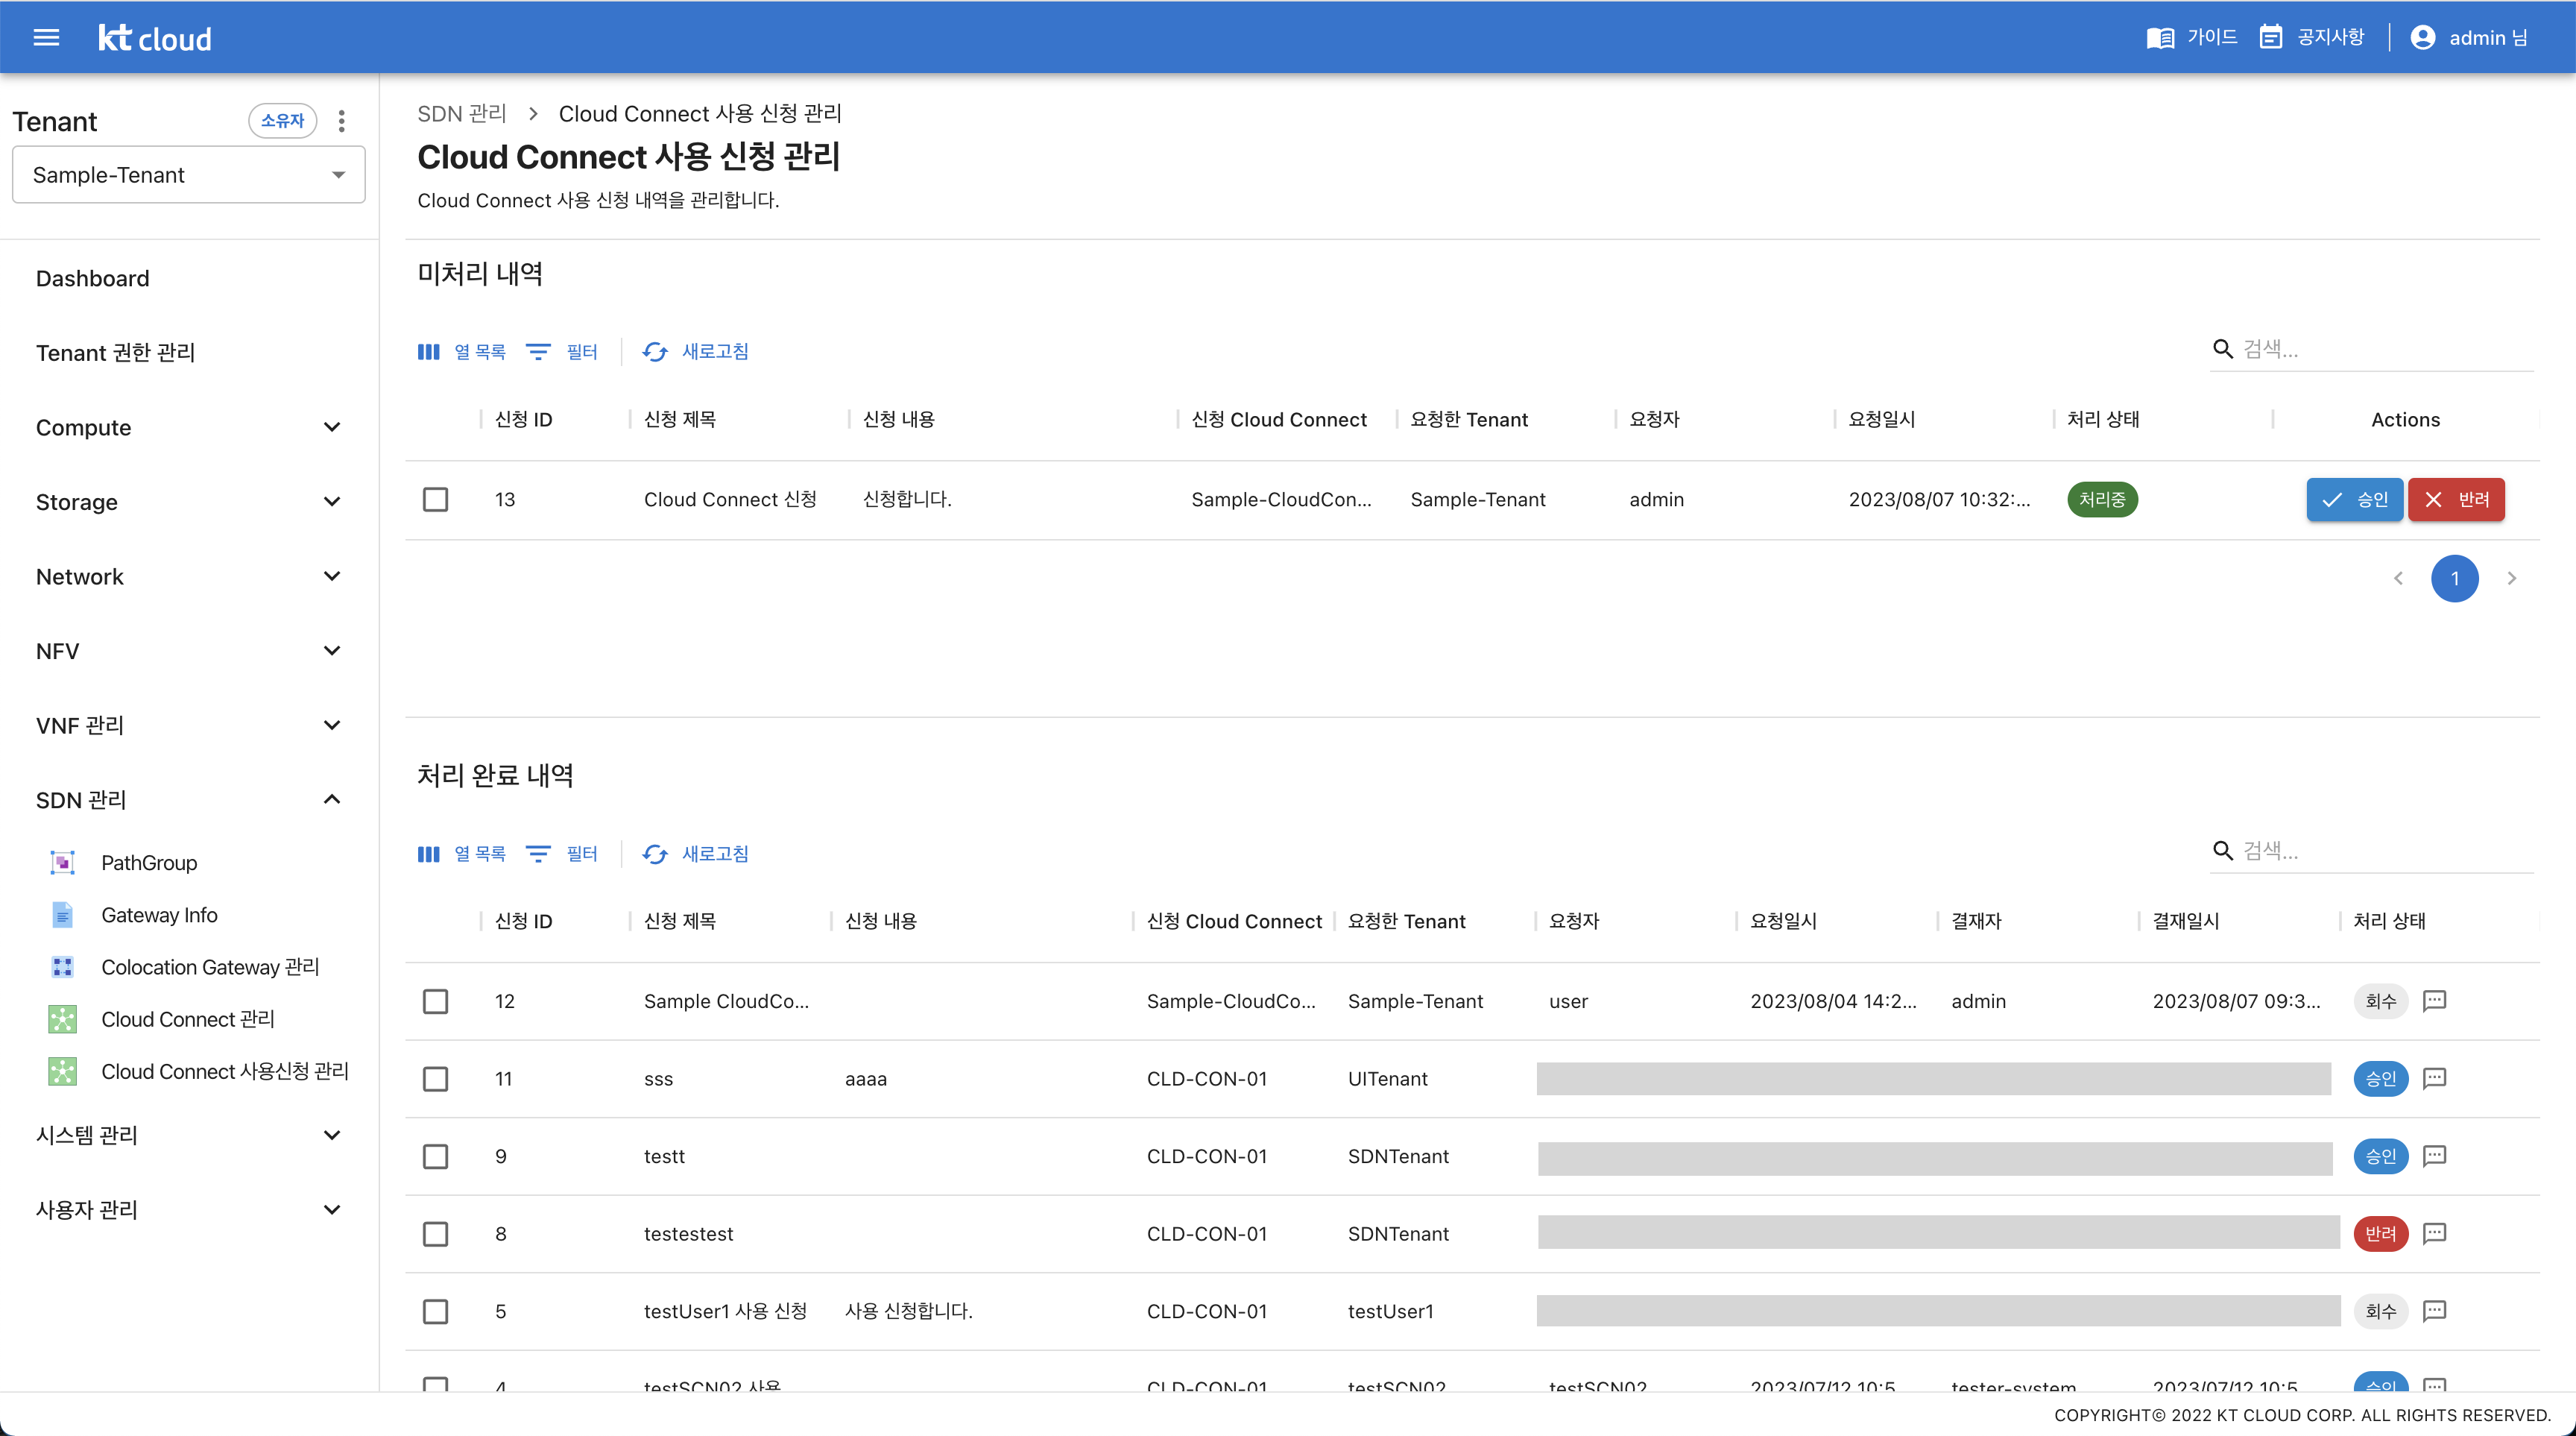 kt cloud
가이드
공지사항
admin 님
Tenant
소유자
Sample-Tenant
Dashboard
Tenant 권한 관리
Compute
Storage
Network
NFV
VNF 관리
SDN 관리
PathGroup
Gateway Info
Colocation Gateway 관리
Cloud Connect 관리
Cloud Connect 사용신청 관리
시스템 관리
사용자 관리
SDN 관리 > Cloud Connect 사용 신청 관리
Cloud Connect 사용 신청 관리
Cloud Connect 사용 신청 내역을 관리합니다.
미처리 내역
열 목록 필터 새로고침 검색...
신청 ID 신청 제목 신청 내용 신청 Cloud Connect 요청한 Tenant 요청자 요청일시 처리 상태 Actions
13 Cloud Connect 신청 신청합니다. Sample-CloudCon... Sample-Tenant admin 2023/08/07 10:32:... 처리중 승인 반려
1
처리 완료 내역
열 목록 필터 새로고침 검색...
신청 ID 신청 제목 신청 내용 신청 Cloud Connect 요청한 Tenant 요청자 요청일시 결재자 결재일시 처리 상태
12 Sample CloudCo... Sample-CloudCo... Sample-Tenant user 2023/08/04 14:2... admin 2023/08/07 09:3... 회수
11 sss aaaa CLD-CON-01 UITenant 승인
9 testt CLD-CON-01 SDNTenant 승인
8 testestest CLD-CON-01 SDNTenant 반려
5 testUser1 사용 신청 사용 신청합니다. CLD-CON-01 testUser1 회수
4 testSCN02 사용 CLD-CON-01 testSCN02 testSCN02 2023/07/12 10:5 tester-system 2023/07/12 10:5 승인
COPYRIGHT© 2022 KT CLOUD CORP. ALL RIGHTS RESERVED.